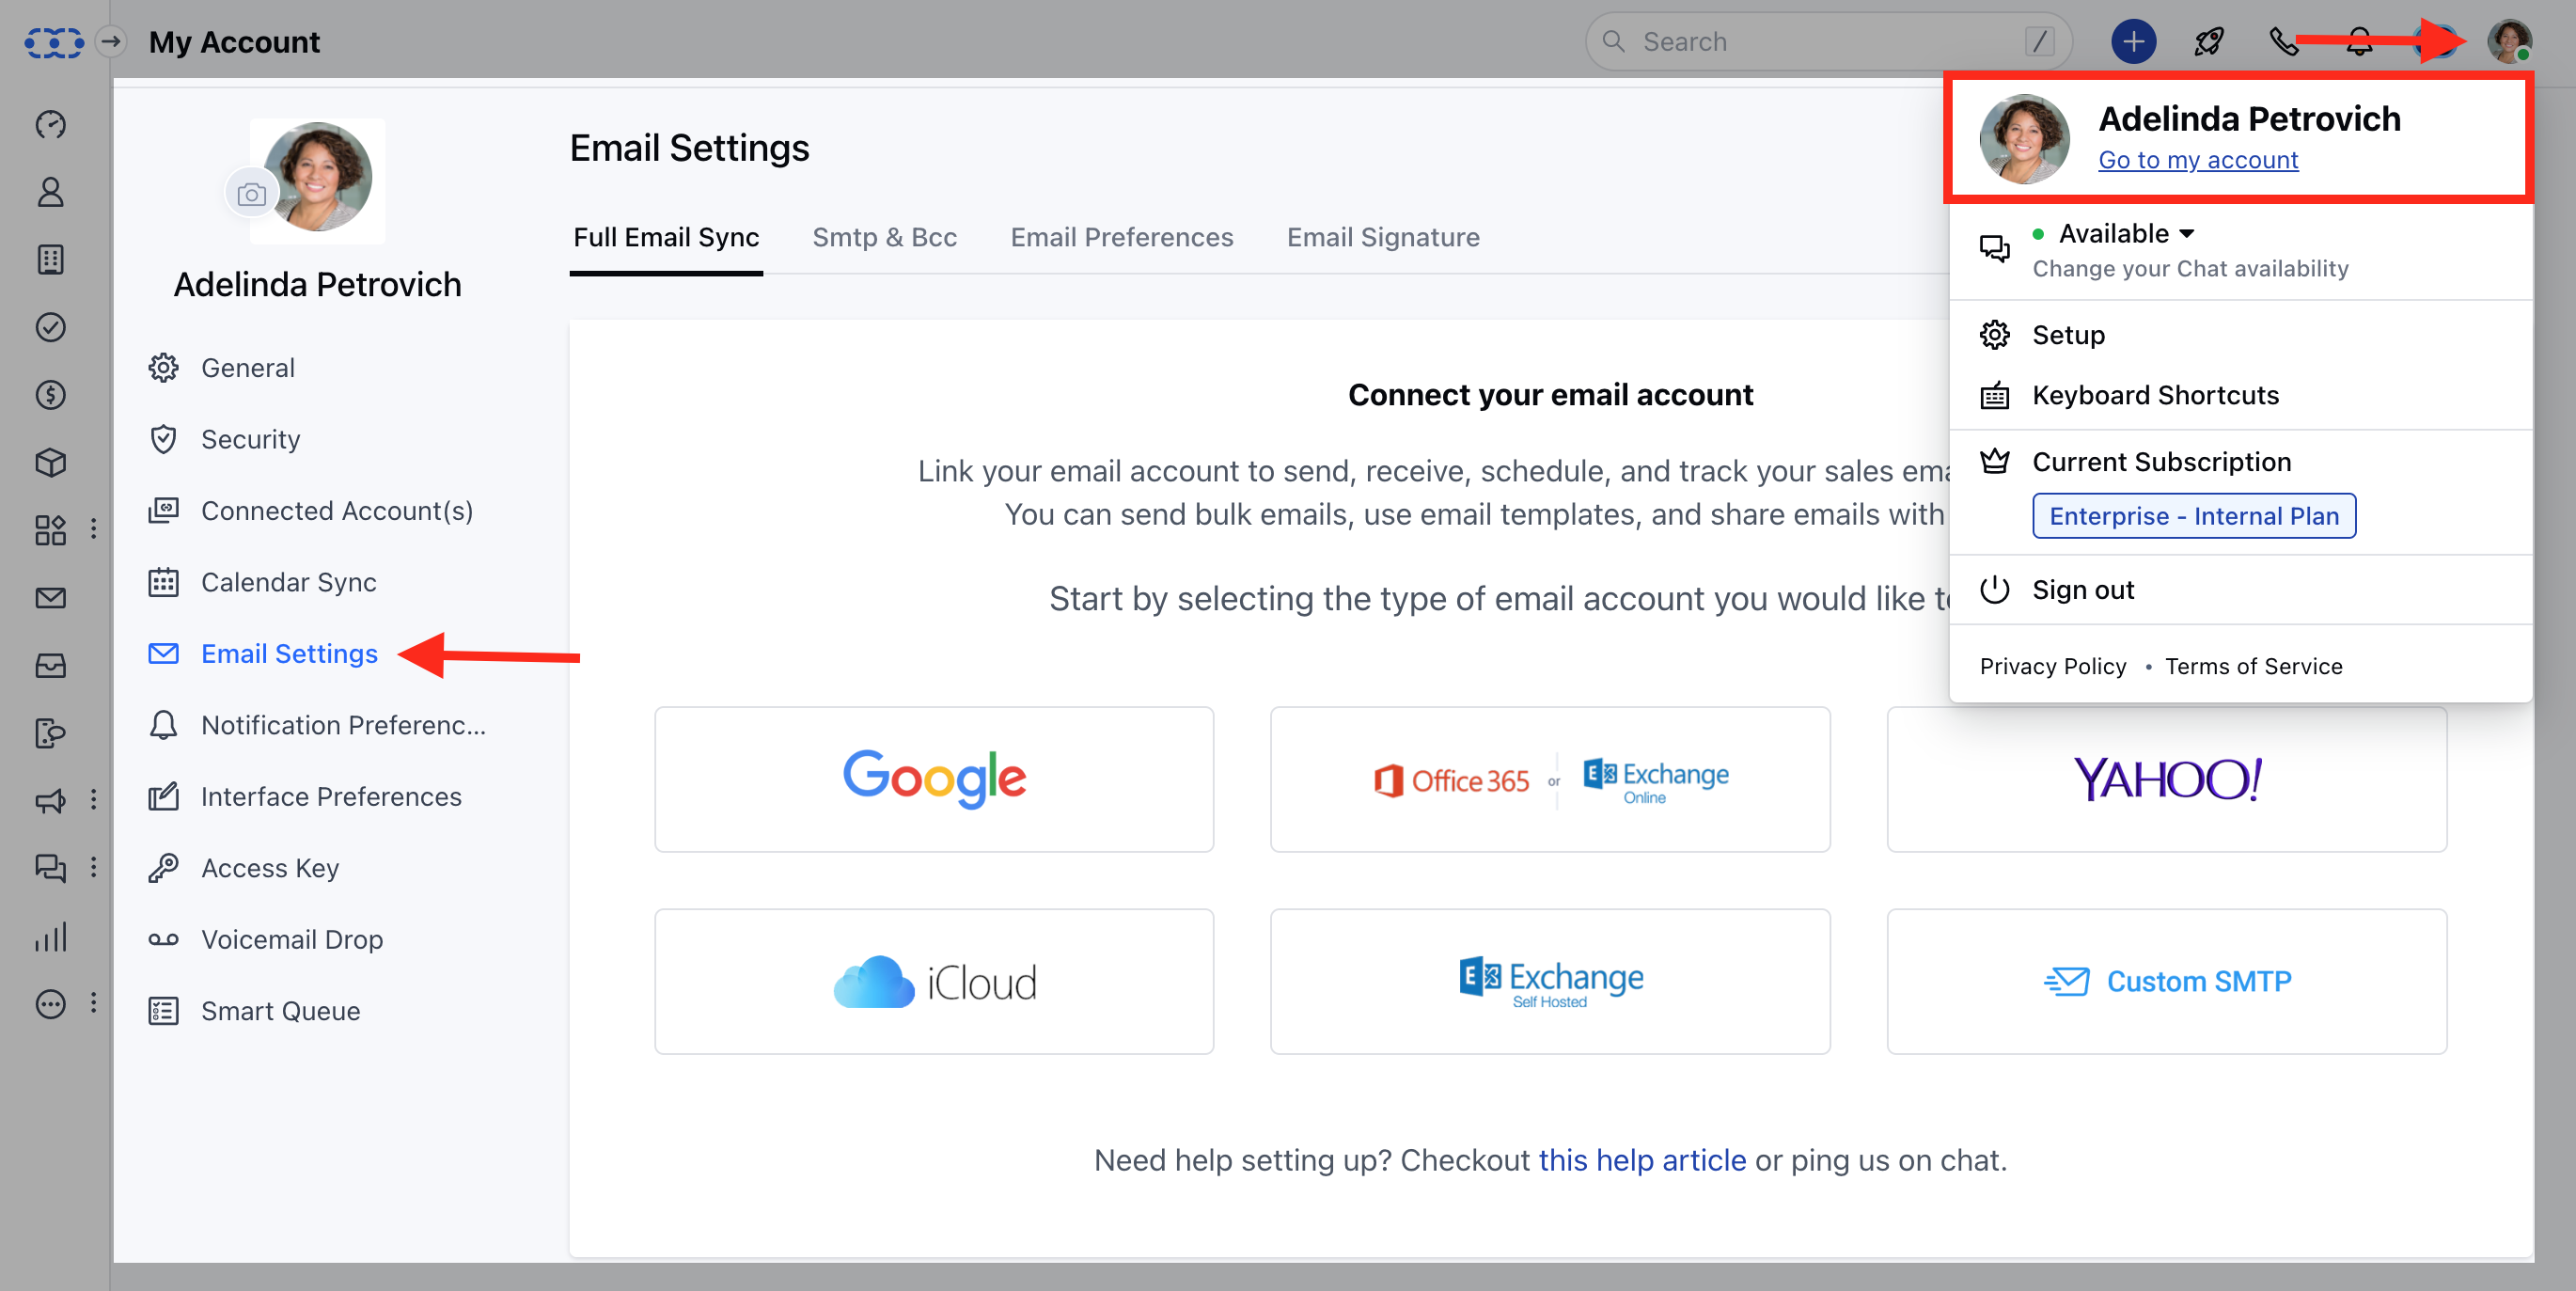 My Account
Search /
Adelinda Petrovich
General
Security
Connected Account(s)
Calendar Sync
Email Settings
Notification Preferenc...
Interface Preferences
Access Key
Voicemail Drop
Smart Queue
Email Settings
Full Email Sync Smtp & Bcc Email Preferences Email Signature
Connect your email account
Link your email account to send, receive, schedule, and track your sales
You can send bulk emails, use email templates, and share emails with
Start by selecting the type of email account you would like
Google
Office 365 or Exchange Online
YAHOO!
iCloud
Exchange Self Hosted
Custom SMTP
Need help setting up? Checkout this help article or ping us on chat.
Adelinda Petrovich
Go to my account
Available
Change your Chat availability
Setup
Keyboard Shortcuts
Current Subscription
Enterprise - Internal Plan
Sign out
Privacy Policy • Terms of Service